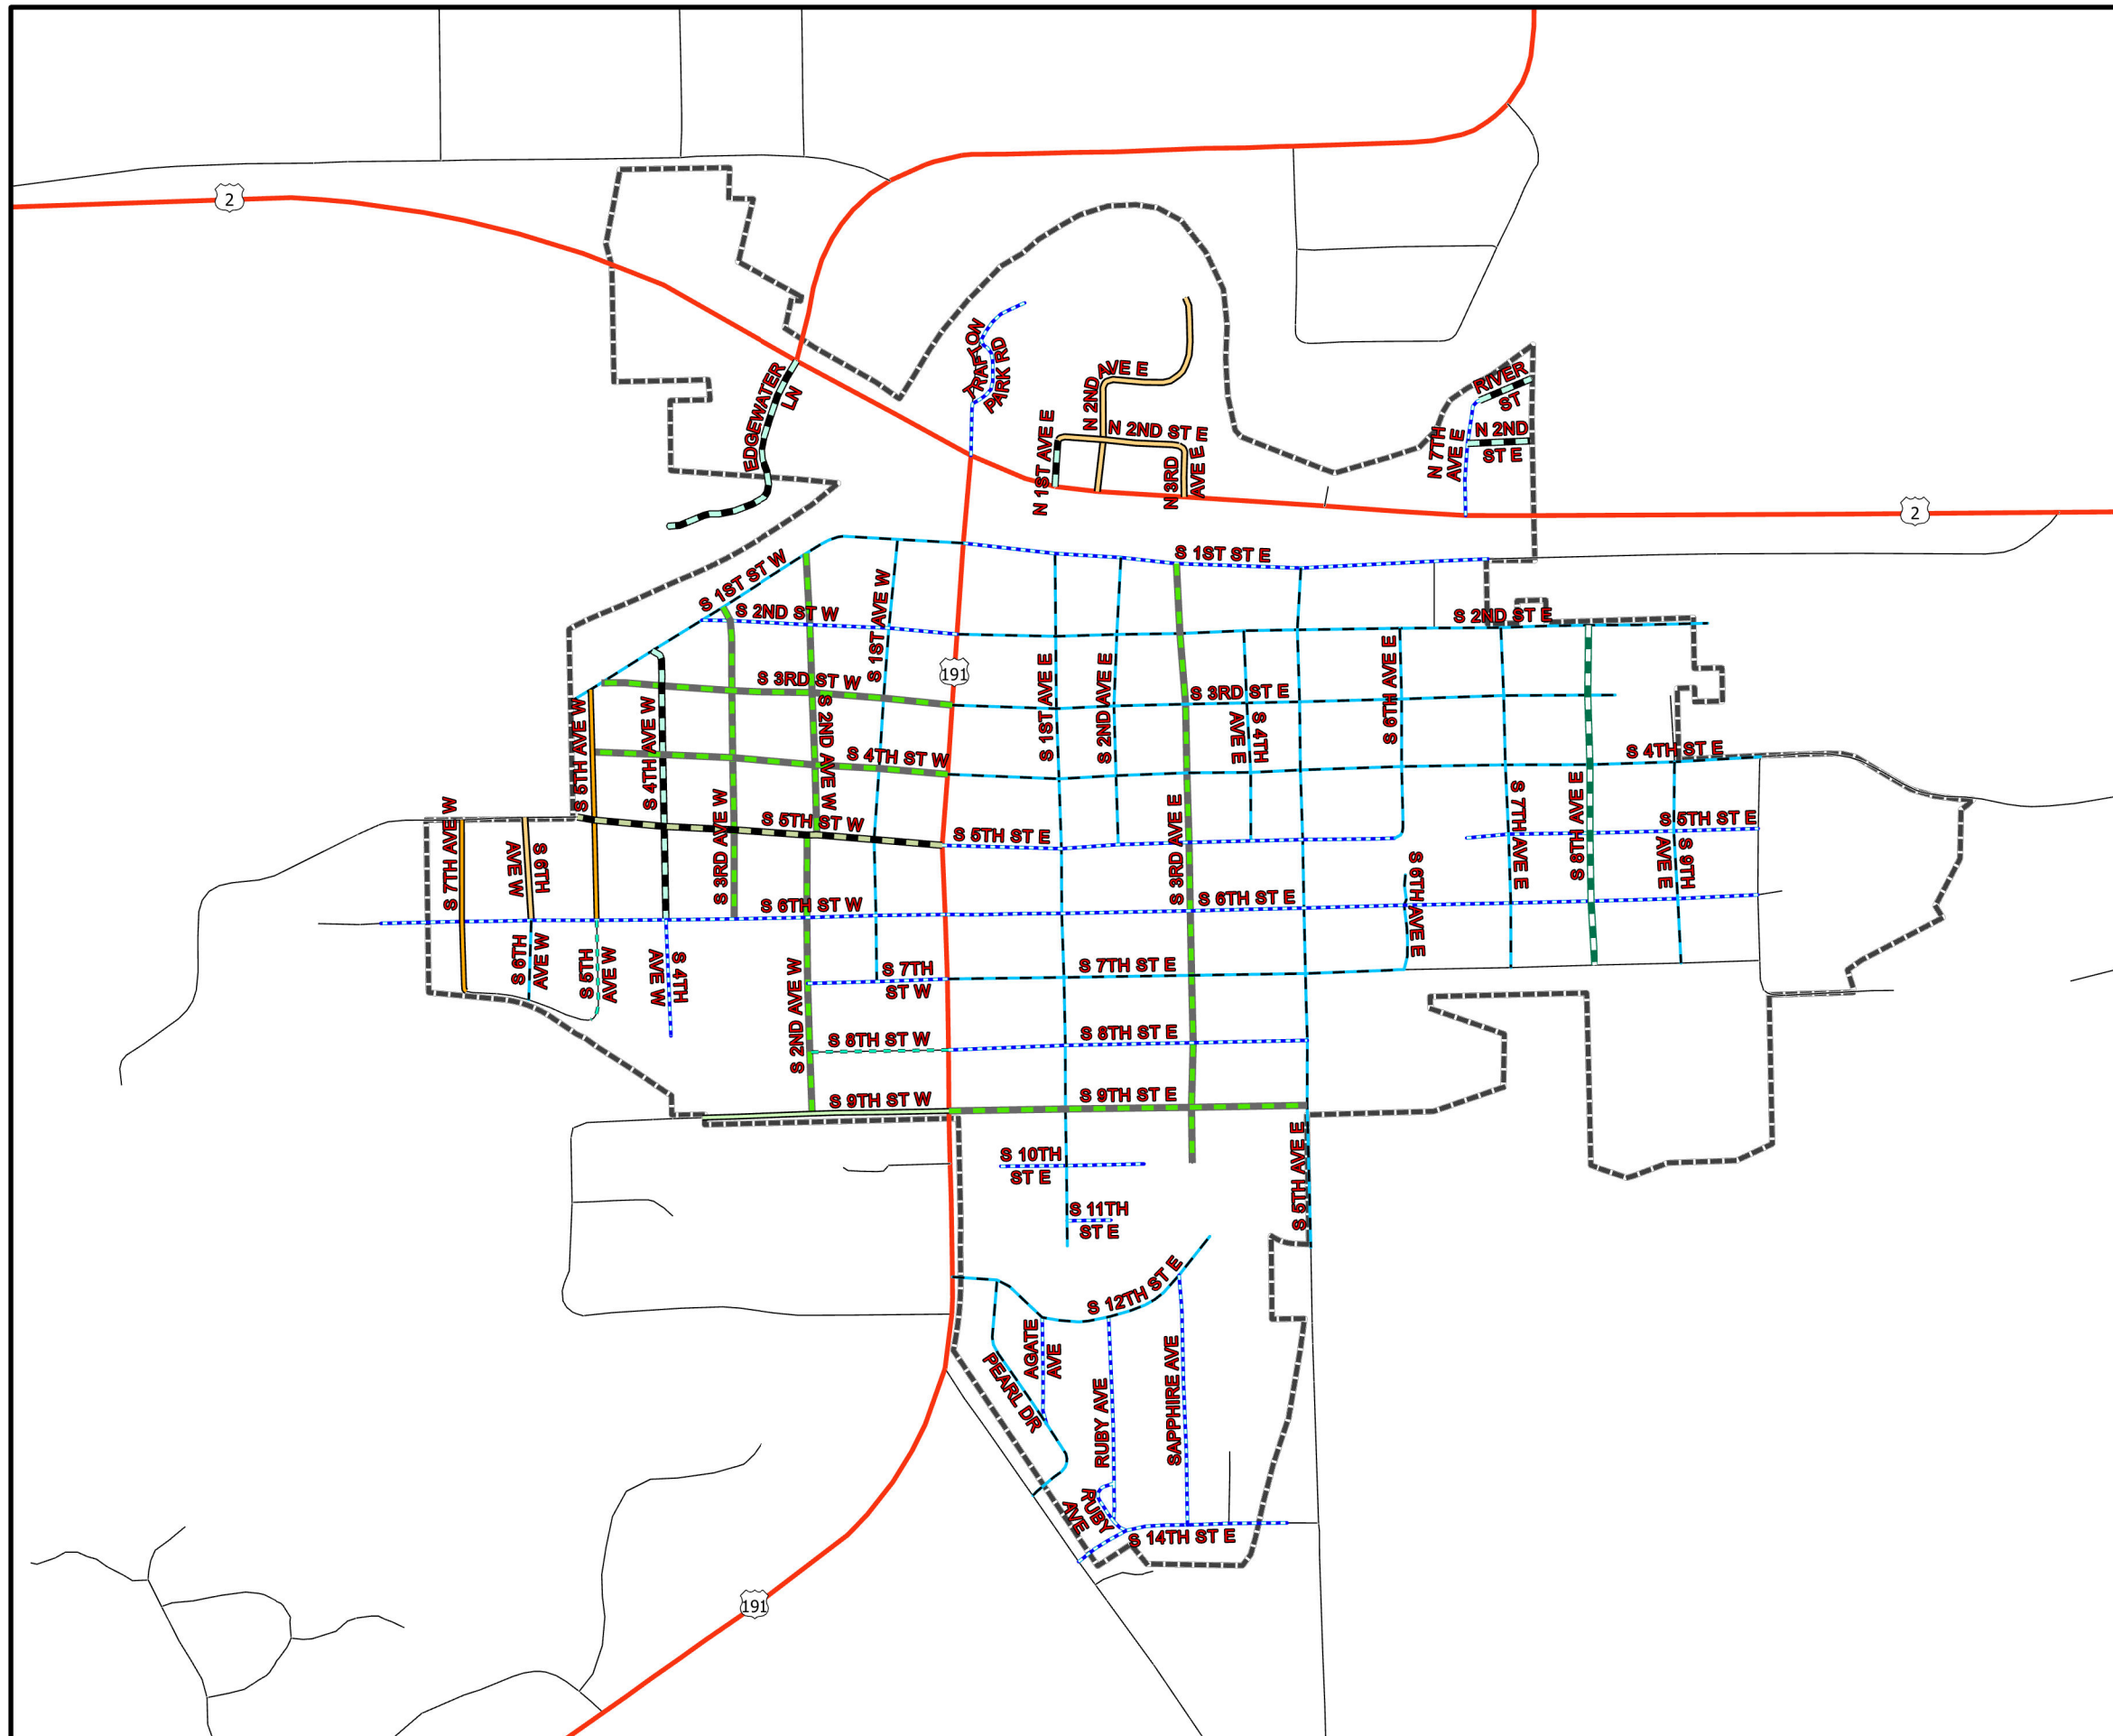 2
TRAFTON
PARK RD
EDGEWATER
LN
N 2ND
AVE E
N 1ST AVE E
N 2ND ST E
N 3RD
AVE E
RIVER
ST
N 2ND
ST E
N 7TH
AVE E
2
S 1ST ST W
S 1ST ST E
S 2ND ST W
S 1ST AVE W
S 2ND ST E
191
S 3RD ST W
S 3RD ST E
S 5TH AVE W
S 4TH AVE W
S 2ND AVE W
S 1ST AVE E
S 2ND AVE E
S 4TH
AVE E
S 6TH AVE E
S 4TH ST W
S 4TH ST E
S 7TH AVE W
S 6TH
AVE W
S 3RD AVE W
S 5TH ST W
S 5TH ST E
S 3RD AVE E
S 7TH AVE E
S 8TH AVE E
S 5TH ST E
S 9TH
AVE E
S 6TH AVE E
S 6TH ST W
S 6TH ST E
S 6TH
AVE W
S 5TH
AVE W
S 4TH
AVE W
S 2ND AVE W
S 7TH
ST W
S 7TH ST E
S 8TH ST W
S 8TH ST E
S 9TH ST W
S 9TH ST E
S 10TH
ST E
S 5TH AVE E
S 11TH
ST E
S 12TH ST E
AGATE
AVE
PEARL DR
RUBY AVE
SAPPHIRE AVE
RUBY
AVE
S 14TH ST E
191